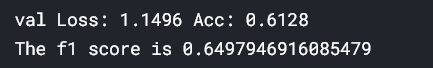 val Loss: 1.1496 Acc: 0.6128
The f1 score is 0.6497946916085479